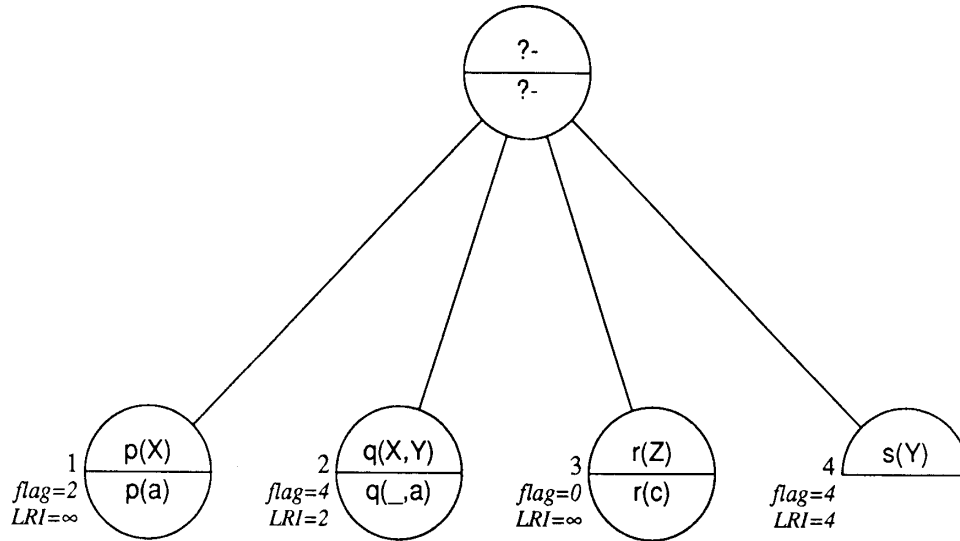 ?-
?-
1
p(X)
flag=2
p(a)
LRI=∞
2
q(X,Y)
flag=4
q(_,a)
LRI=2
3
r(Z)
flag=0
r(c)
LRI=∞
4
s(Y)
flag=4
LRI=4